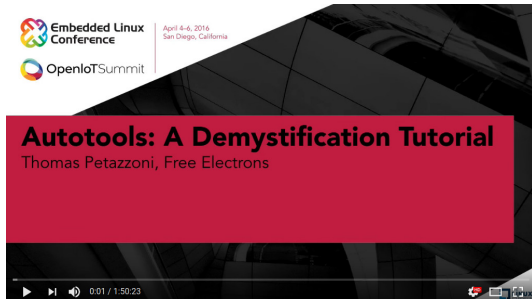 Embedded Linux
Conference
April 4–6, 2016
San Diego, California
OpenIoTSummit
Autotools: A Demystification Tutorial
Thomas Petazzoni, Free Electrons
0:01 / 1:50:23